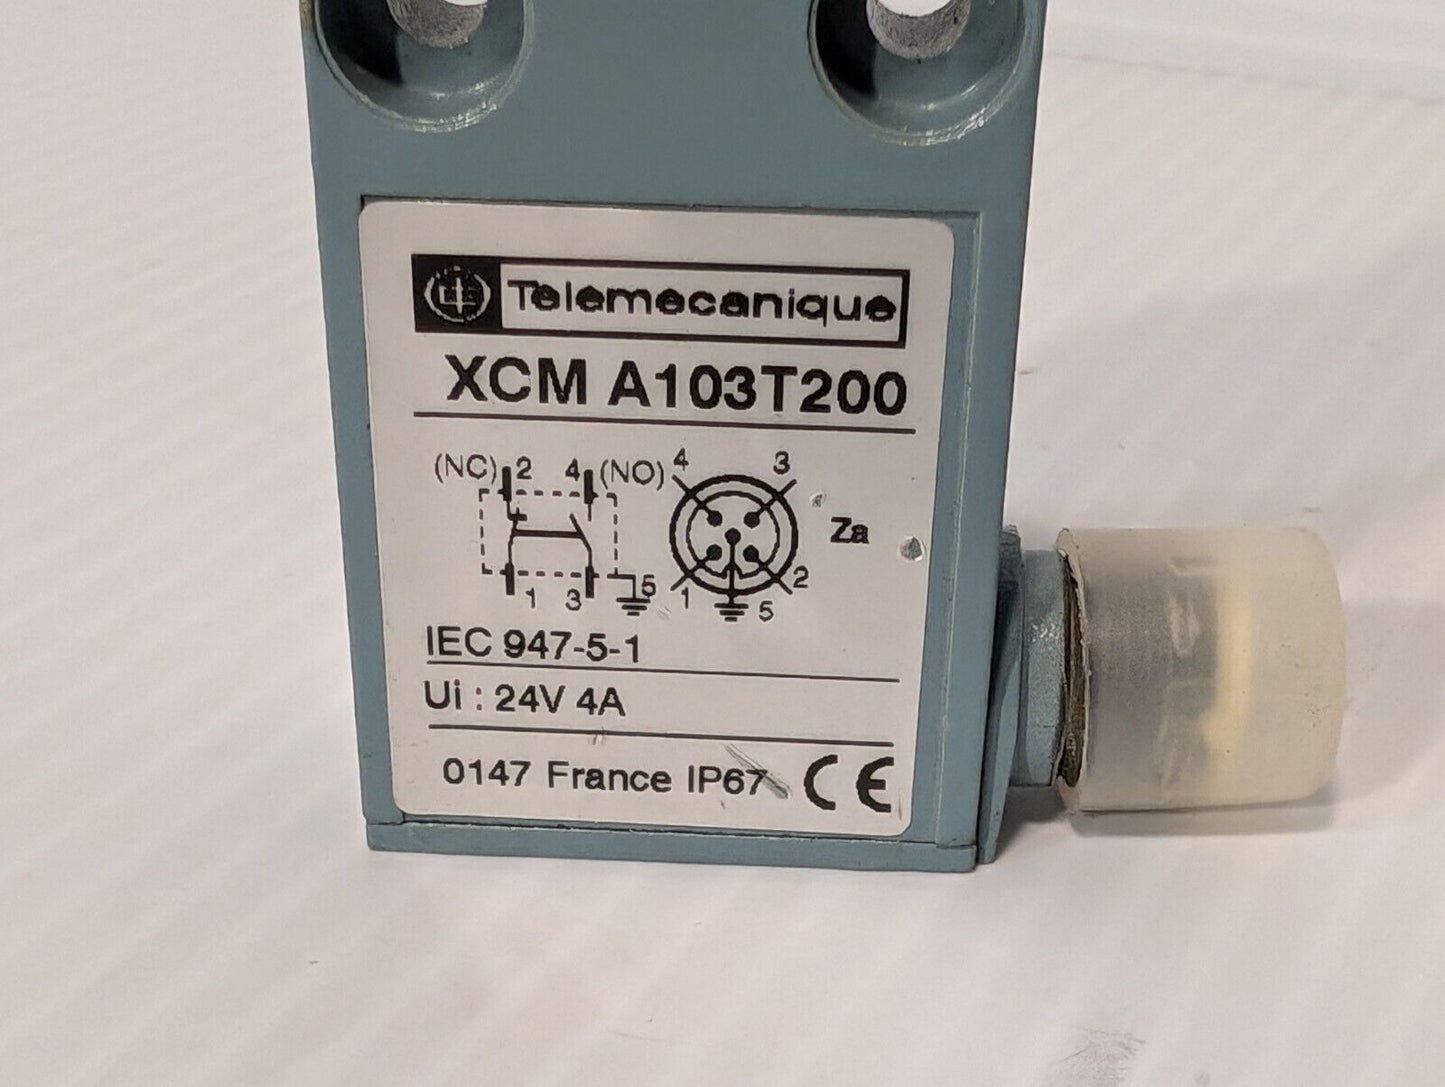 Telemecanique
XCM A103T200
(NC) 2 4 (NO) 4 3
Za
1 3 5 1 5 2
IEC 947-5-1
Ui : 24V 4A
0147 France IP67 CE